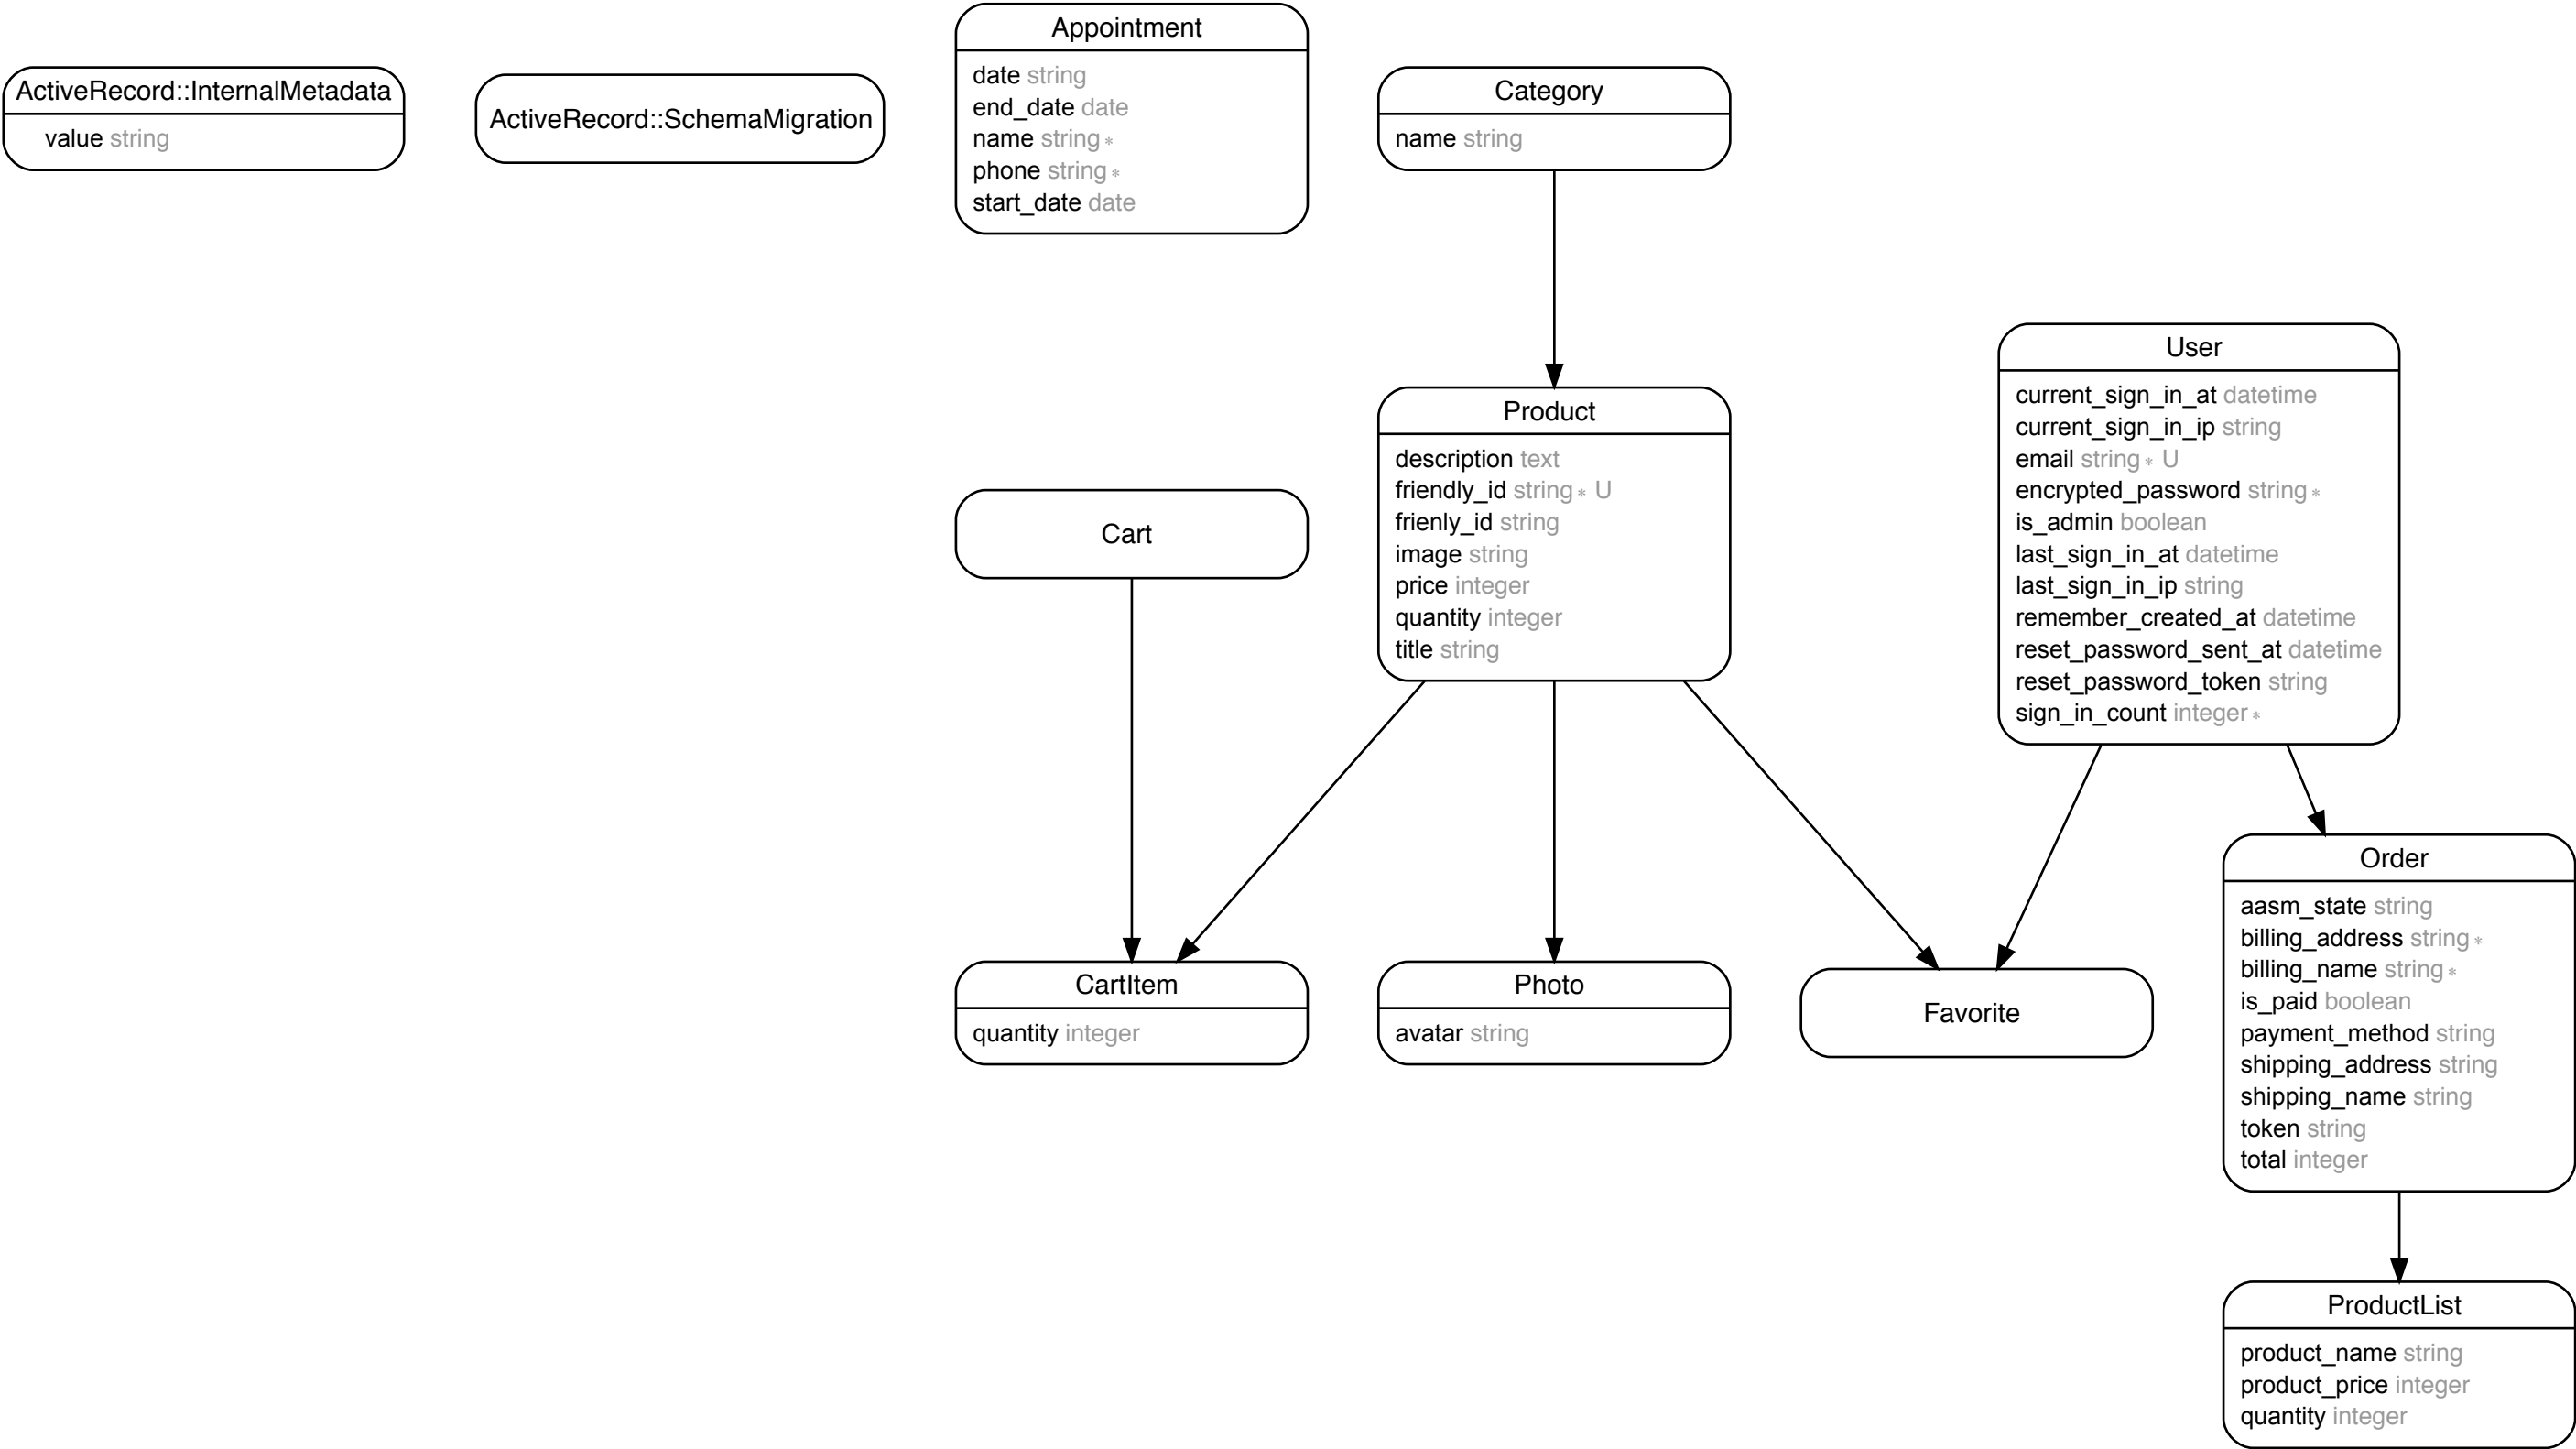 ActiveRecord::InternalMetadata
value string
ActiveRecord::SchemaMigration
Appointment
date string
end_date date
name string *
phone string *
start_date date
Category
name string
Product
description text
friendly_id string * U
frienly_id string
image string
price integer
quantity integer
title string
User
current_sign_in_at datetime
current_sign_in_ip string
email string * U
encrypted_password string *
is_admin boolean
last_sign_in_at datetime
last_sign_in_ip string
remember_created_at datetime
reset_password_sent_at datetime
reset_password_token string
sign_in_count integer *
Cart
CartItem
quantity integer
Photo
avatar string
Favorite
Order
aasm_state string
billing_address string *
billing_name string *
is_paid boolean
payment_method string
shipping_address string
shipping_name string
token string
total integer
ProductList
product_name string
product_price integer
quantity integer